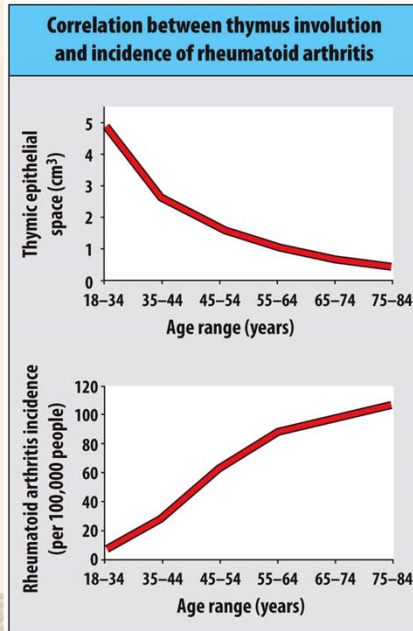 Correlation between thymus involution
and incidence of rheumatoid arthritis
Thymic epithelial
space (cm³)
5
4
3
2
1
0
18–34 35–44 45–54 55–64 65–74 75–84
Age range (years)
Rheumatoid arthritis incidence
(per 100,000 people)
120
100
80
60
40
20
0
18–34 35–44 45–54 55–64 65–74 75–84
Age range (years)